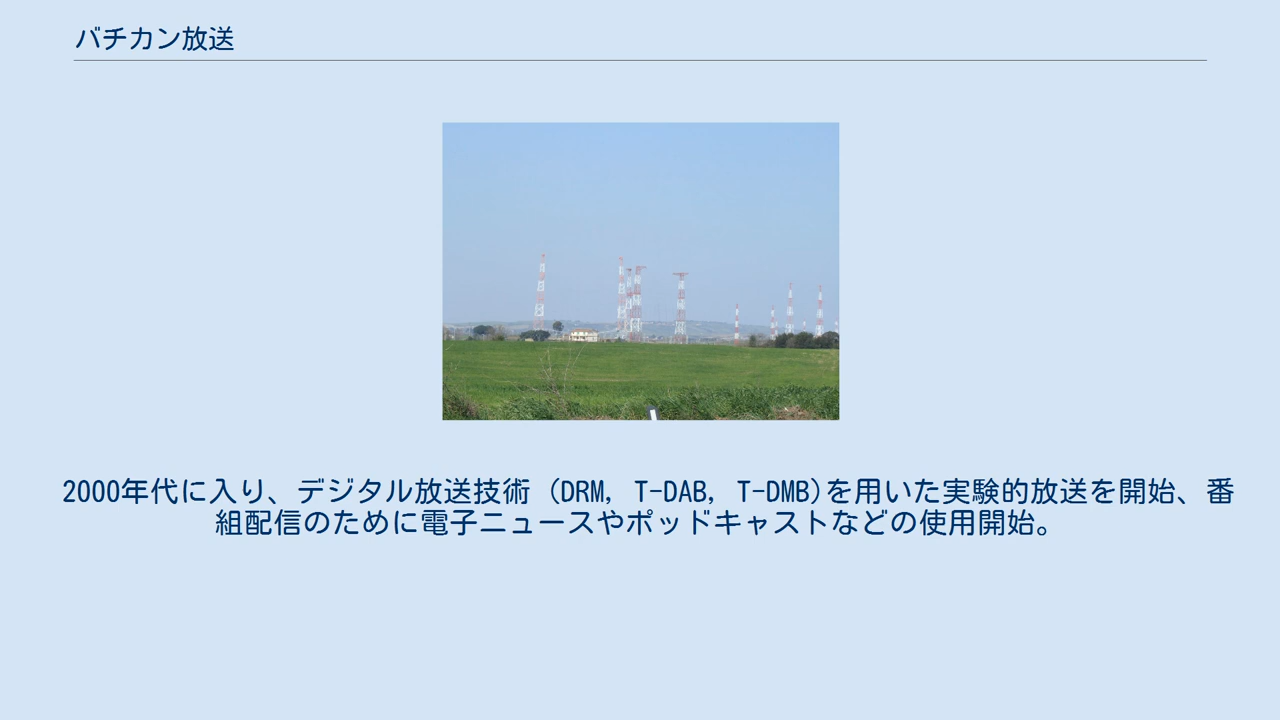 バチカン放送
2000年代に入り、デジタル放送技術 (DRM, T-DAB, T-DMB)を用いた実験的放送を開始、番
組配信のために電子ニュースやポッドキャストなどの使用開始。